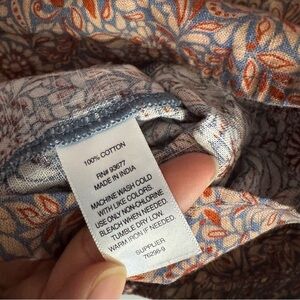 100% COTTON
RN# 93677
MADE IN INDIA
MACHINE WASH COLD
WITH LIKE COLORS.
USE ONLY NON-CHLORINE
BLEACH WHEN NEEDED.
TUMBLE DRY LOW.
WARM IRON IF NEEDED.
SUPPLIER
76296-9